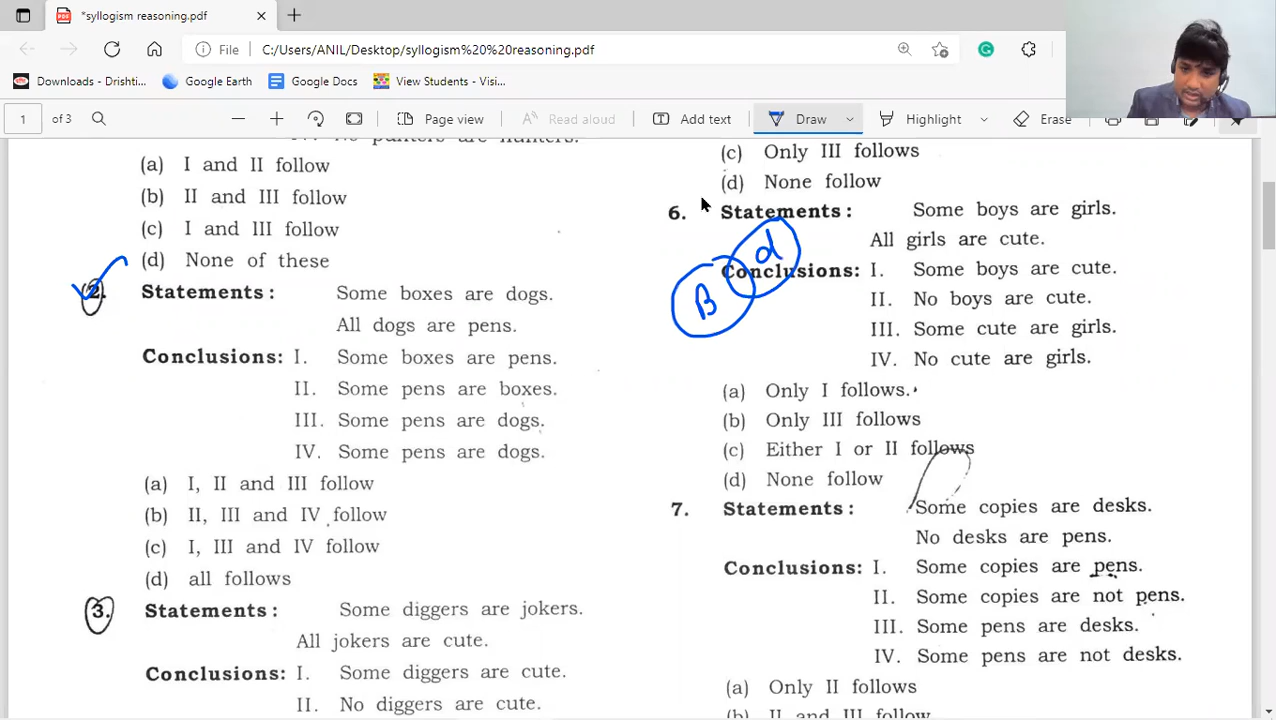 *syllogism reasoning.pdf
File
C:/Users/ANIL/Desktop/syllogism%20%20reasoning.pdf
Downloads - Drishti...
Google Earth
Google Docs
View Students - Visi...
1 of 3
Page view
Read aloud
Add text
Draw
Highlight
Erase
(a) I and II follow
(b) II and III follow
(c) I and III follow
(d) None of these
2. Statements : Some boxes are dogs.
All dogs are pens.
Conclusions: I. Some boxes are pens.
II. Some pens are boxes.
III. Some pens are dogs.
IV. Some pens are dogs.
(a) I, II and III follow
(b) II, III and IV follow
(c) I, III and IV follow
(d) all follows
3. Statements : Some diggers are jokers.
All jokers are cute.
Conclusions: I. Some diggers are cute.
II. No diggers are cute.
(c) Only III follows
(d) None follow
6. Statements : Some boys are girls.
All girls are cute.
Conclusions: I. Some boys are cute.
II. No boys are cute.
III. Some cute are girls.
IV. No cute are girls.
(a) Only I follows.
(b) Only III follows
(c) Either I or II follows
(d) None follow
B
d
7. Statements : Some copies are desks.
No desks are pens.
Conclusions: I. Some copies are pens.
II. Some copies are not pens.
III. Some pens are desks.
IV. Some pens are not desks.
(a) Only II follows
(b) II and III follow